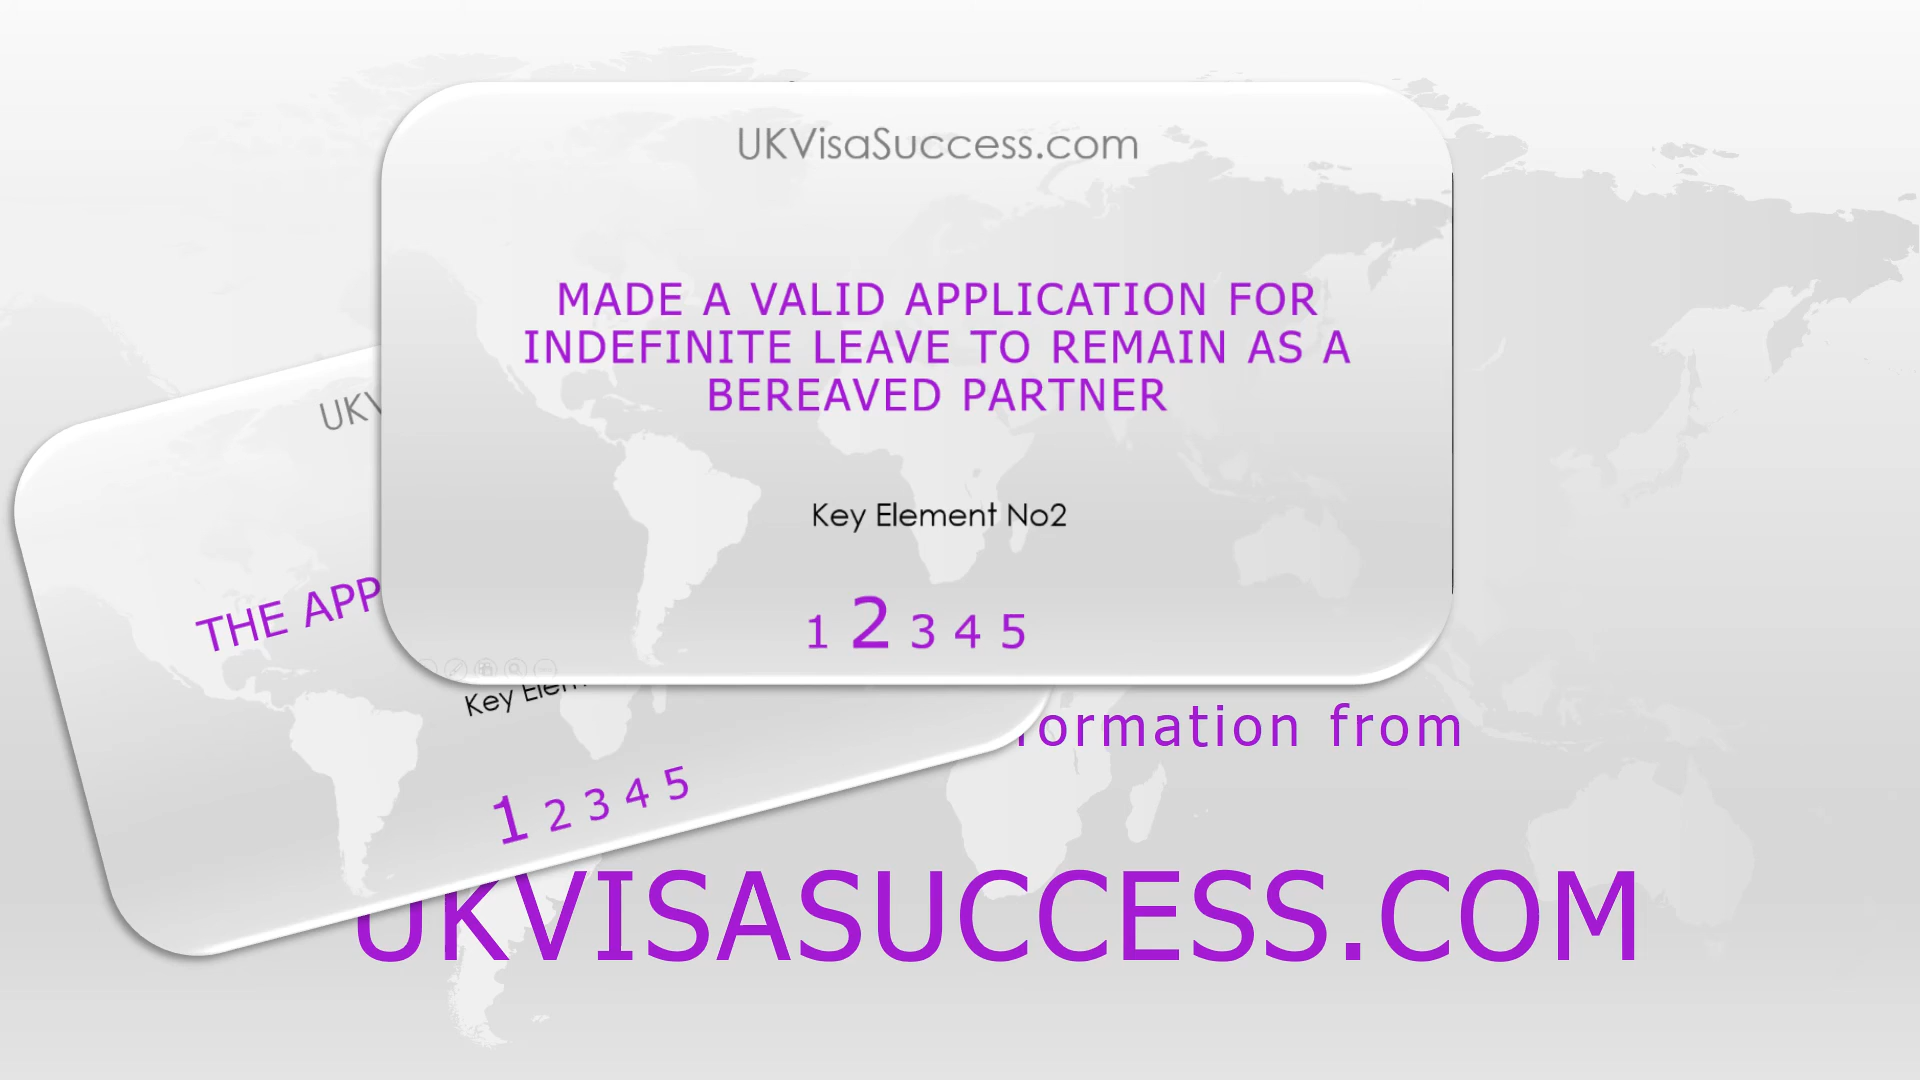 UKVisaSuccess.com
MADE A VALID APPLICATION FOR
INDEFINITE LEAVE TO REMAIN AS A
BEREAVED PARTNER
Key Element No2
1 2 3 4 5
UKV
THE APP
Key Elem
1 2 3 4 5
ormation from
UKVISASUCCESS.COM